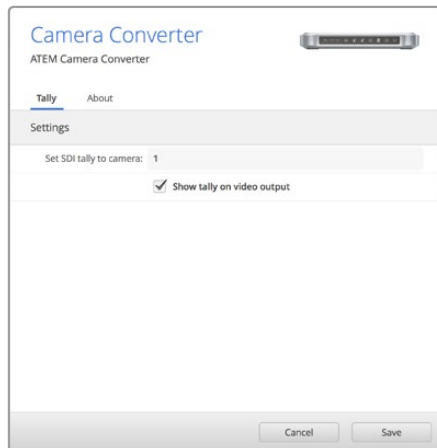 Camera Converter
ATEM Camera Converter
Tally About
Settings
Set SDI tally to camera: 1
Show tally on video output
Cancel Save